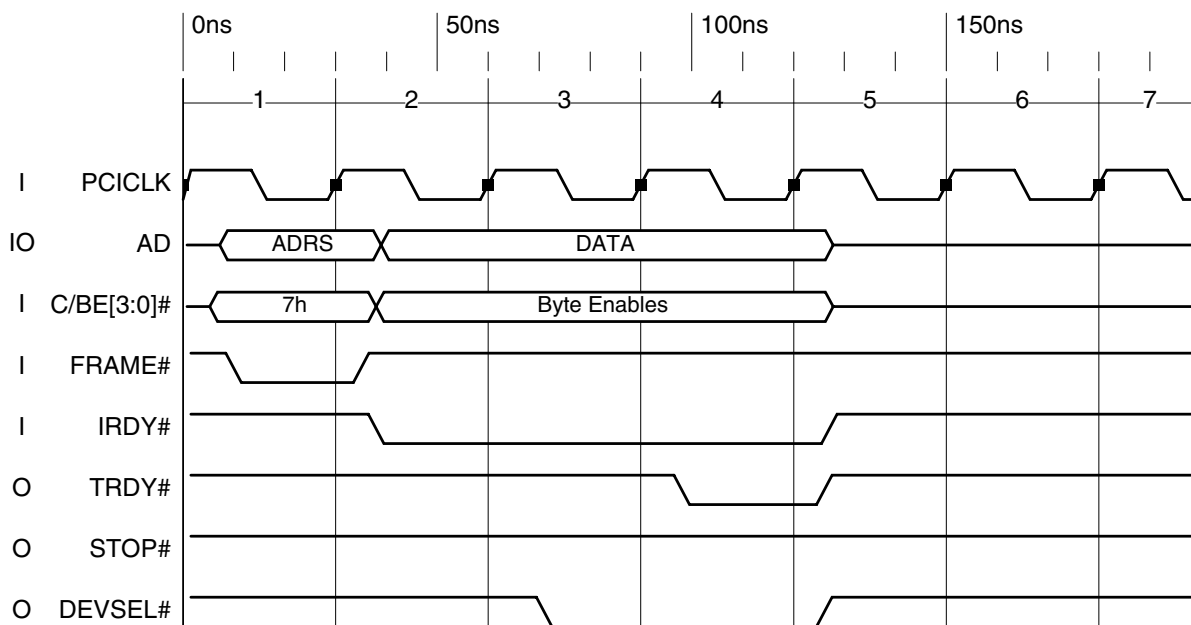 0ns 50ns 100ns 150ns
1 2 3 4 5 6 7
I PCICLK
IO AD ADRS DATA
I C/BE[3:0]# 7h Byte Enables
I FRAME#
I IRDY#
O TRDY#
O STOP#
O DEVSEL#